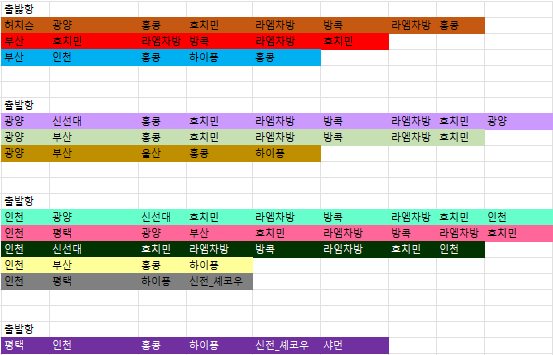 출발항
허치슨 광양 홍콩 호치민 라엠차방 방콕 라엠차방 홍콩
부산 호치민 라엠차방 방콕 라엠차방 호치민
부산 인천 홍콩 하이퐁 홍콩
출발항
광양 신선대 홍콩 호치민 라엠차방 방콕 라엠차방 호치민 광양
광양 부산 홍콩 호치민 라엠차방 방콕 라엠차방 호치민
광양 부산 울산 홍콩 하이퐁
출발항
인천 광양 신선대 호치민 라엠차방 방콕 라엠차방 호치민 인천
인천 평택 광양 부산 호치민 라엠차방 방콕 라엠차방 호치민
인천 신선대 호치민 라엠차방 방콕 라엠차방 호치민 인천
인천 부산 홍콩 하이퐁
인천 평택 하이퐁 신전_셰코우
출발항
평택 인천 홍콩 하이퐁 신전_셰코우 샤먼